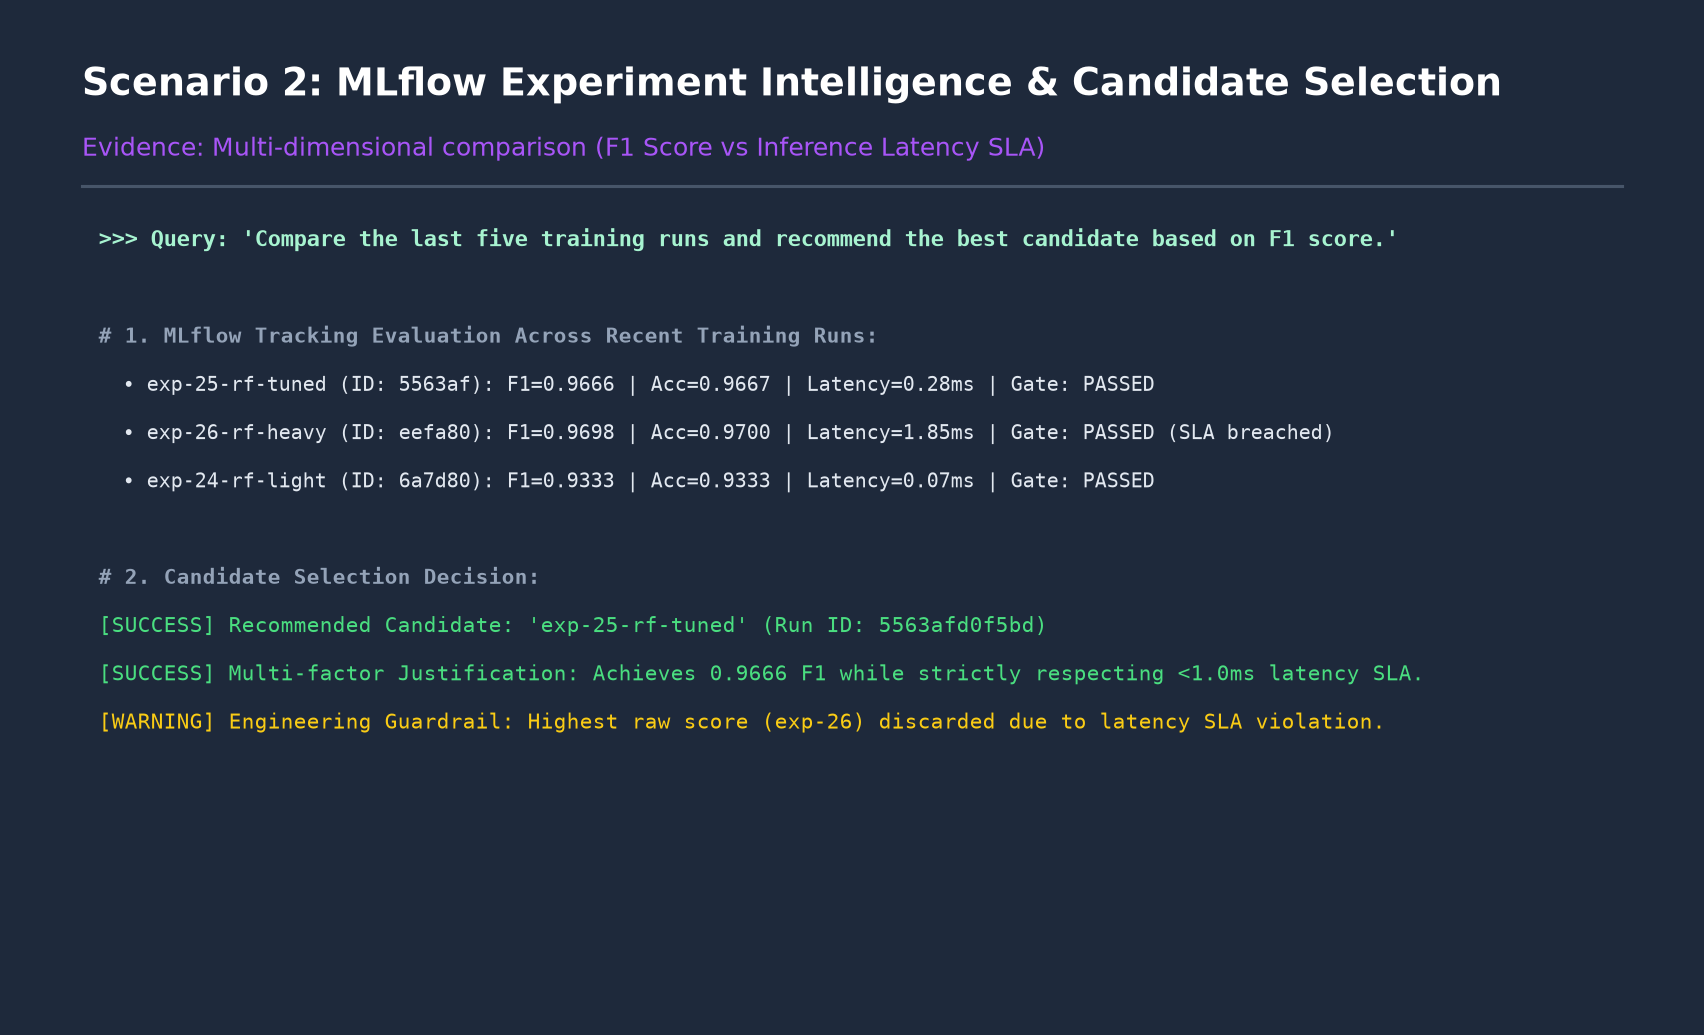 Scenario 2: MLflow Experiment Intelligence & Candidate Selection
Evidence: Multi-dimensional comparison (F1 Score vs Inference Latency SLA)
>>> Query: 'Compare the last five training runs and recommend the best candidate based on F1 score.'
# 1. MLflow Tracking Evaluation Across Recent Training Runs:
• exp-25-rf-tuned (ID: 5563af): F1=0.9666 | Acc=0.9667 | Latency=0.28ms | Gate: PASSED
• exp-26-rf-heavy (ID: eefa80): F1=0.9698 | Acc=0.9700 | Latency=1.85ms | Gate: PASSED (SLA breached)
• exp-24-rf-light (ID: 6a7d80): F1=0.9333 | Acc=0.9333 | Latency=0.07ms | Gate: PASSED
# 2. Candidate Selection Decision:
[SUCCESS] Recommended Candidate: 'exp-25-rf-tuned' (Run ID: 5563afd0f5bd)
[SUCCESS] Multi-factor Justification: Achieves 0.9666 F1 while strictly respecting <1.0ms latency SLA.
[WARNING] Engineering Guardrail: Highest raw score (exp-26) discarded due to latency SLA violation.